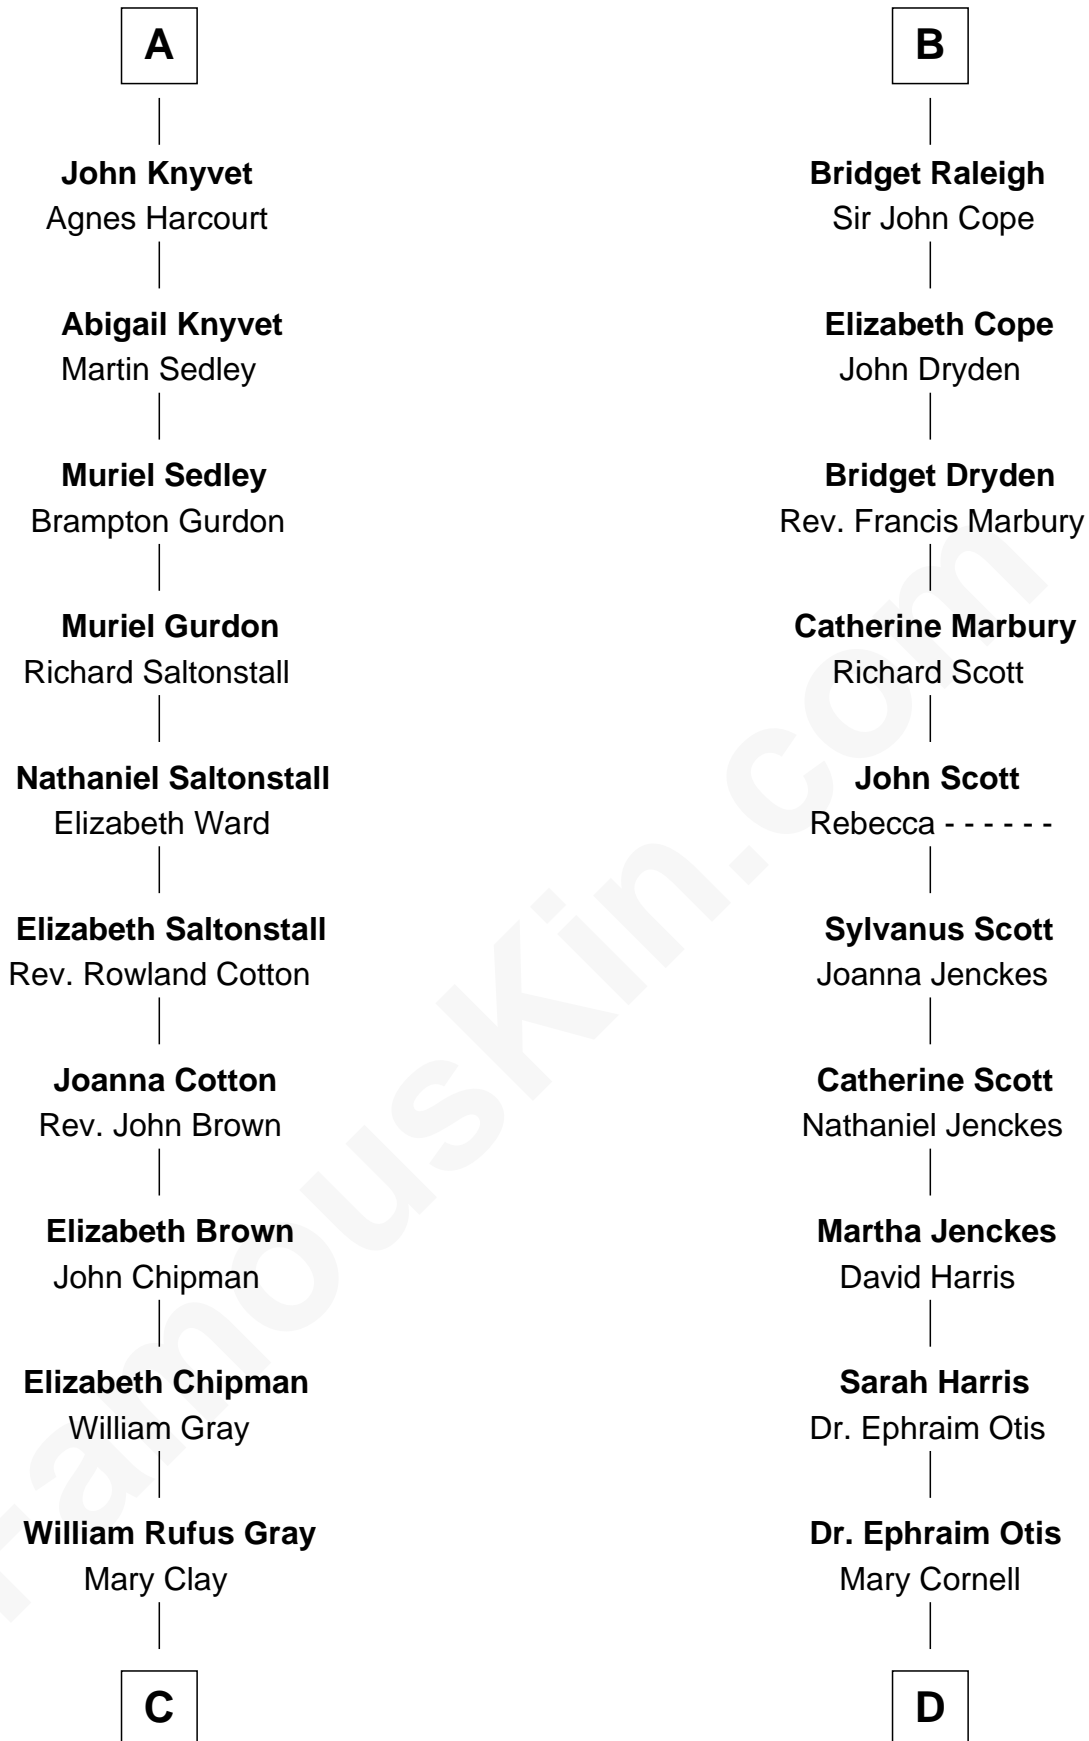 A
John Knyvet
Agnes Harcourt
Abigail Knyvet
Martin Sedley
Muriel Sedley
Brampton Gurdon
Muriel Gurdon
Richard Saltonstall
Nathaniel Saltonstall
Elizabeth Ward
Elizabeth Saltonstall
Rev. Rowland Cotton
Joanna Cotton
Rev. John Brown
Elizabeth Brown
John Chipman
Elizabeth Chipman
William Gray
William Rufus Gray
Mary Clay
C
B
Bridget Raleigh
Sir John Cope
Elizabeth Cope
John Dryden
Bridget Dryden
Rev. Francis Marbury
Catherine Marbury
Richard Scott
John Scott
Rebecca - - - - - -
Sylvanus Scott
Joanna Jenckes
Catherine Scott
Nathaniel Jenckes
Martha Jenckes
David Harris
Sarah Harris
Dr. Ephraim Otis
Dr. Ephraim Otis
Mary Cornell
D
FamousKin.com